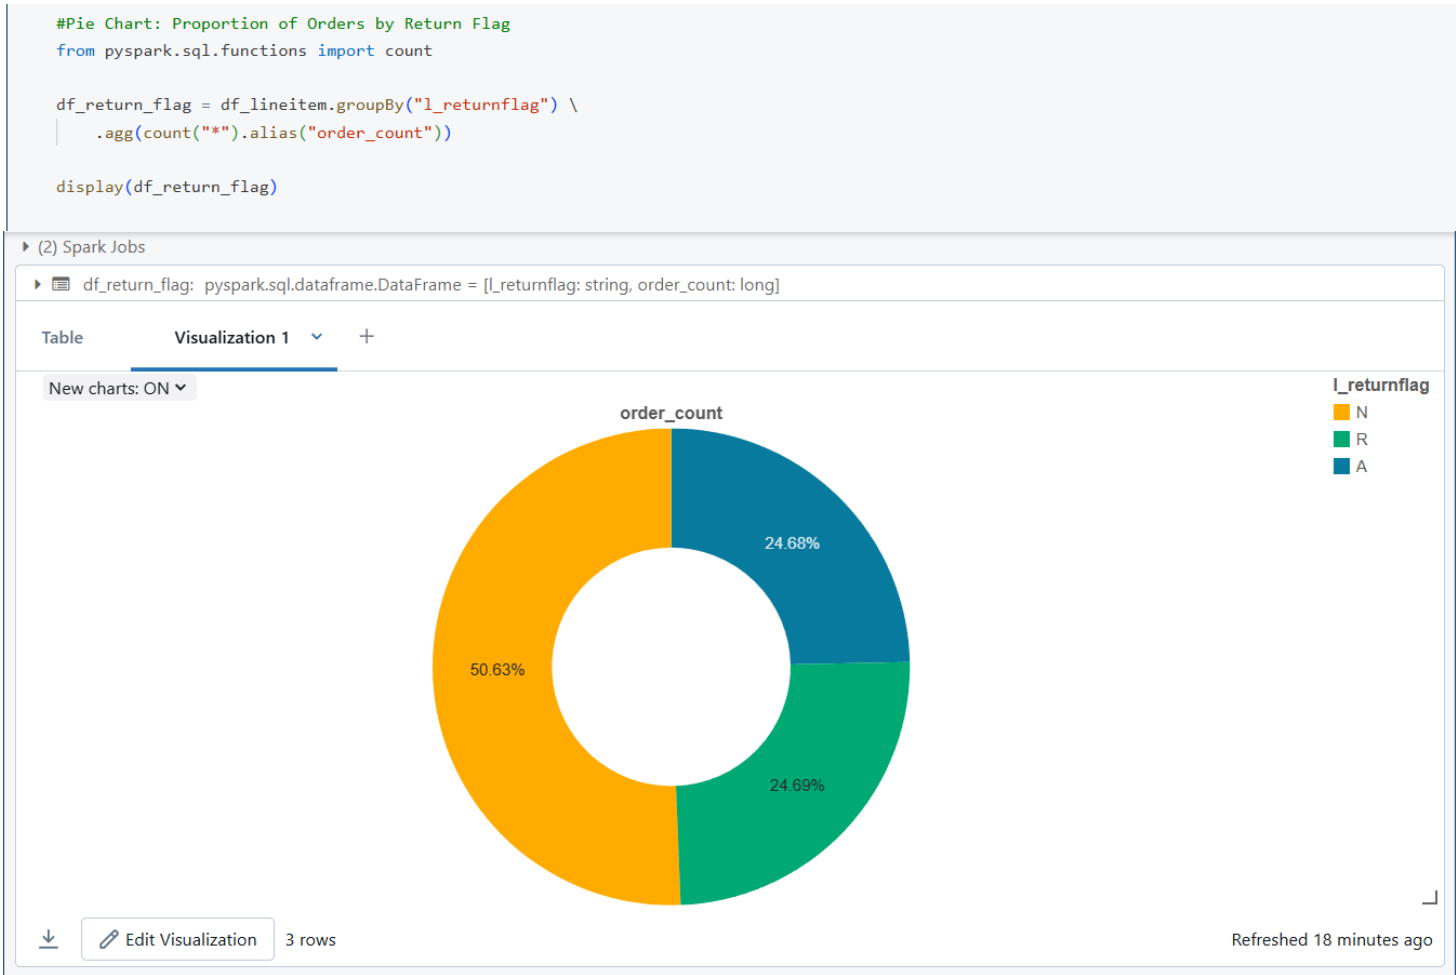 #Pie Chart: Proportion of Orders by Return Flag
from pyspark.sql.functions import count
df_return_flag = df_lineitem.groupBy("l_returnflag") \
.agg(count("*").alias("order_count"))
display(df_return_flag)
(2) Spark Jobs
df_return_flag: pyspark.sql.dataframe.DataFrame = [l_returnflag: string, order_count: long]
Table Visualization 1 +
New charts: ON
l_returnflag
N
R
A
order_count
24.68%
50.63%
24.69%
Edit Visualization 3 rows Refreshed 18 minutes ago